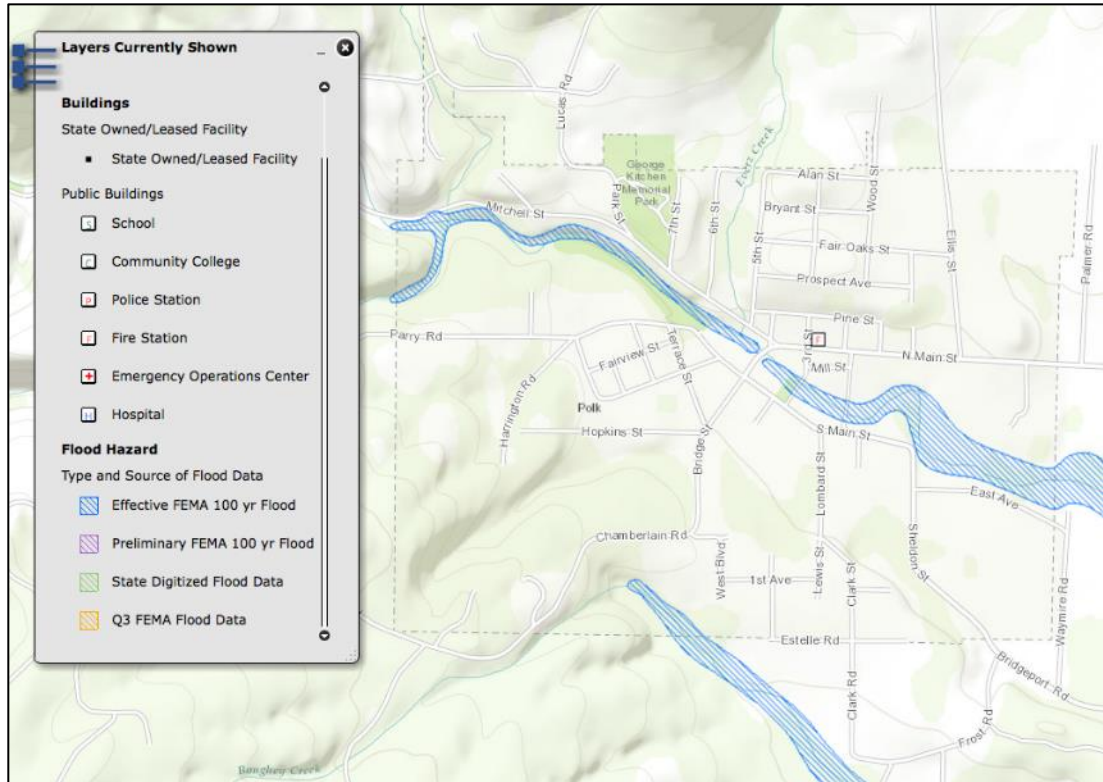 Layers Currently Shown
Buildings
State Owned/Leased Facility
State Owned/Leased Facility
Public Buildings
S School
C Community College
P Police Station
F Fire Station
Emergency Operations Center
H Hospital
Flood Hazard
Type and Source of Flood Data
Effective FEMA 100 yr Flood
Preliminary FEMA 100 yr Flood
State Digitized Flood Data
Q3 FEMA Flood Data
Lucas Rd
George
Kitchen
Memorial
Park
Park St
7th St
6th St
5th St
Alan St
Wood St
Bryant St
Ellis St
Palmer Rd
Mitchell St
Fair Oaks St
Prospect Ave
Pine St
F
3rd St
N Main St
Mill St
Parry Rd
Fairview St
Terrace St
Harrington Rd
Polk
Hopkins St
Bridge St
S Main St
Lombard St
East Ave
Chamberlain Rd
West Blvd
1st Ave
Lewis St
Clark St
Sheldon St
Waymire Rd
Estelle Rd
Bridgeport Rd
Clark Rd
Frost Rd